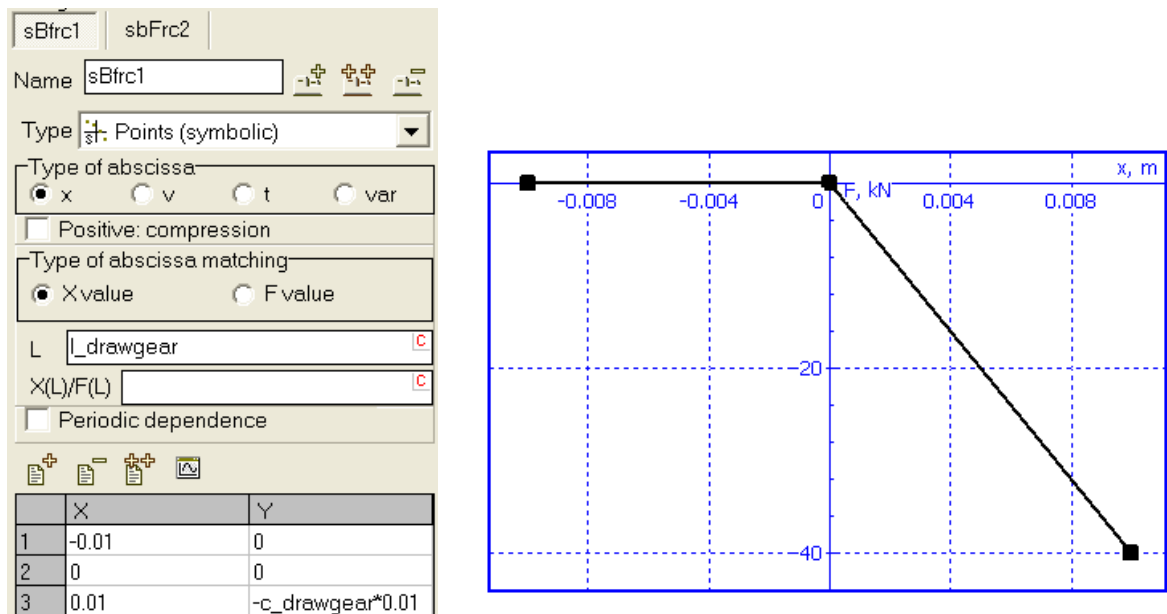 sBfrc1 sbFrc2
Name sBfrc1
Type Points (symbolic)
Type of abscissa
x v t var
Positive: compression
Type of abscissa matching
X value F value
L l_drawgear C
X(L)/F(L) C
Periodic dependence
X Y
1 -0.01 0
2 0 0
3 0.01 -c_drawgear*0.01
x, m
F, kN
-0.008 -0.004 0 0.004 0.008
-20
-40